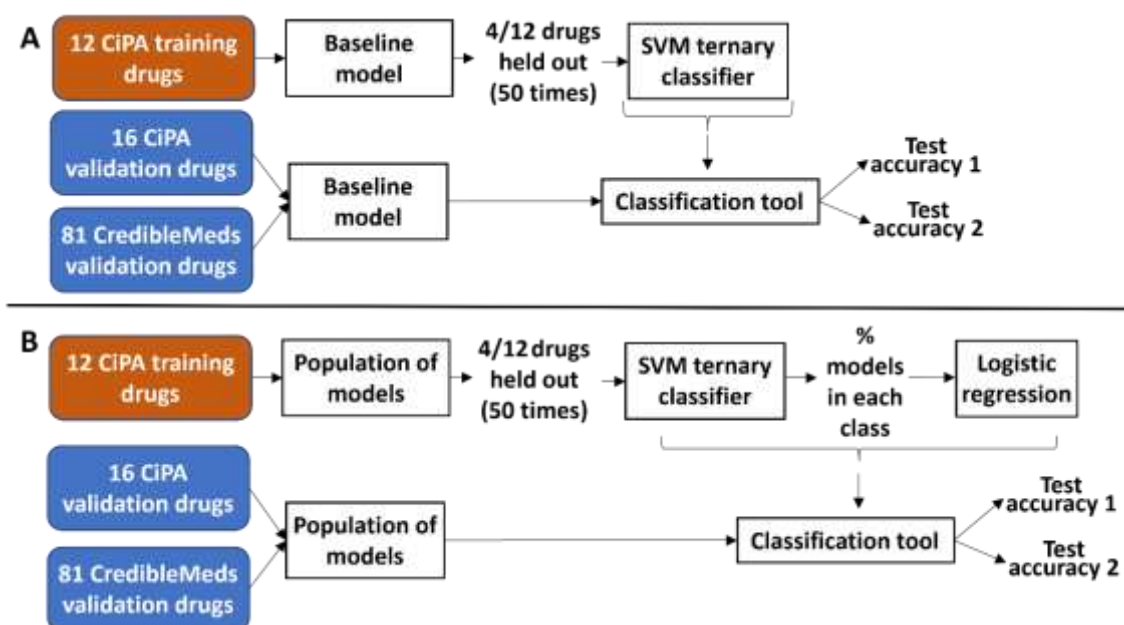 A
12 CiPA training
drugs
Baseline
model
4/12 drugs
held out
(50 times)
SVM ternary
classifier
16 CiPA
validation drugs
81 CredibleMeds
validation drugs
Baseline
model
Classification tool
Test
accuracy 1
Test
accuracy 2
B
12 CiPA training
drugs
Population of
models
4/12 drugs
held out
(50 times)
SVM ternary
classifier
%
models
in each
class
Logistic
regression
16 CiPA
validation drugs
81 CredibleMeds
validation drugs
Population of
models
Classification tool
Test
accuracy 1
Test
accuracy 2